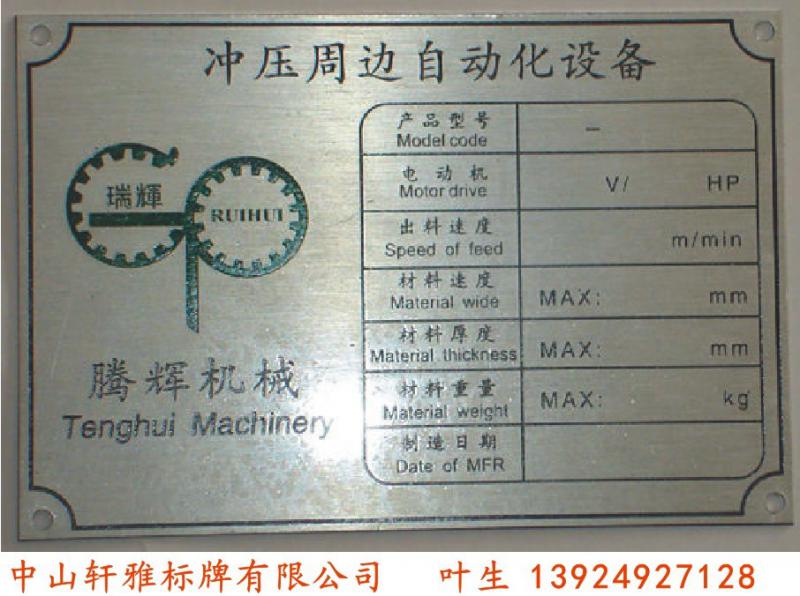 冲压周边自动化设备
瑞輝
RUIHUI
腾辉机械
Tenghui Machinery
产品型号
Model code
–
电动机
Motor drive
V/ HP
出料速度
Speed of feed
m/min
材料速度
Material wide
MAX: mm
材料厚度
Material thickness
MAX: mm
材料重量
Material weight
MAX: kg
制造日期
Date of MFR
中山轩雅标牌有限公司 叶生 13924927128